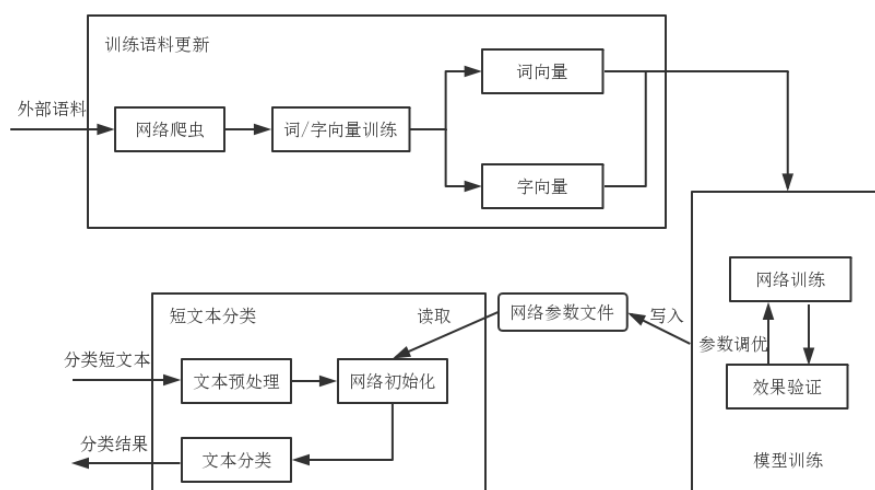 训练语料更新
词向量
外部语料
网络爬虫
词/字向量训练
字向量
网络训练
短文本分类
读取
网络参数文件
写入
参数调优
分类短文本
文本预处理
网络初始化
效果验证
分类结果
文本分类
模型训练